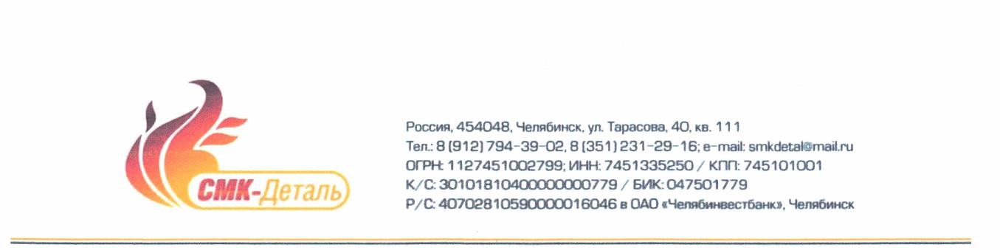 СМК-Деталь
Россия, 454048, Челябинск, ул. Тарасова, 40, кв. 111
Тел.: 8 (912) 794-39-02, 8 (351) 231-29-16; e-mail: smkdetal@mail.ru
ОГРН: 1127451002799; ИНН: 7451335250 / КПП: 745101001
К/С: 30101810400000000779 / БИК: 047501779
Р/С: 40702810590000016046 в ОАО «Челябинвестбанк», Челябинск